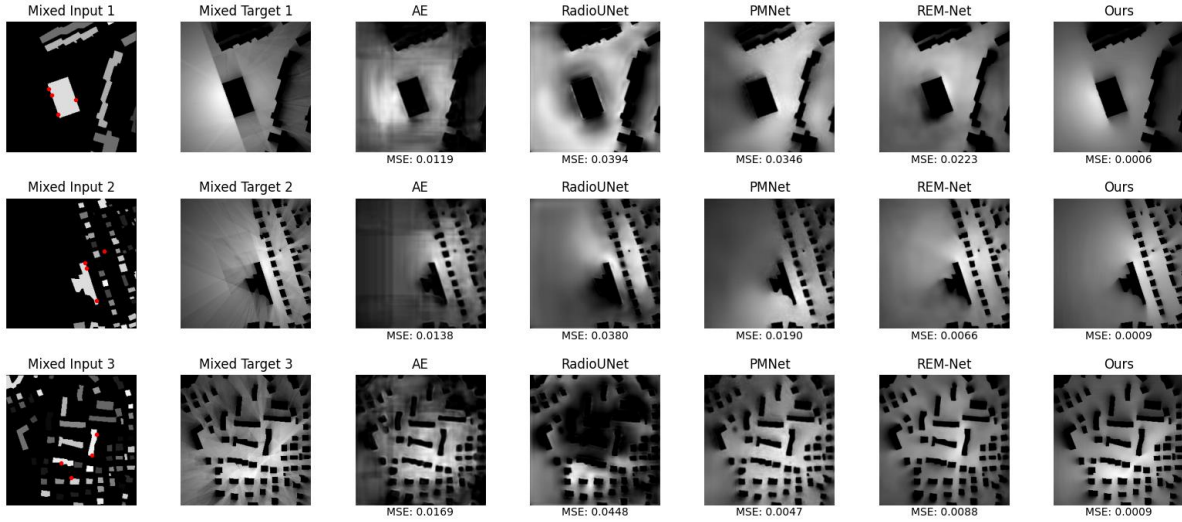 Mixed Input 1 Mixed Target 1 AE RadioUNet PMNet REM-Net Ours
MSE: 0.0119 MSE: 0.0394 MSE: 0.0346 MSE: 0.0223 MSE: 0.0006
Mixed Input 2 Mixed Target 2 AE RadioUNet PMNet REM-Net Ours
MSE: 0.0138 MSE: 0.0380 MSE: 0.0190 MSE: 0.0066 MSE: 0.0009
Mixed Input 3 Mixed Target 3 AE RadioUNet PMNet REM-Net Ours
MSE: 0.0169 MSE: 0.0448 MSE: 0.0047 MSE: 0.0088 MSE: 0.0009